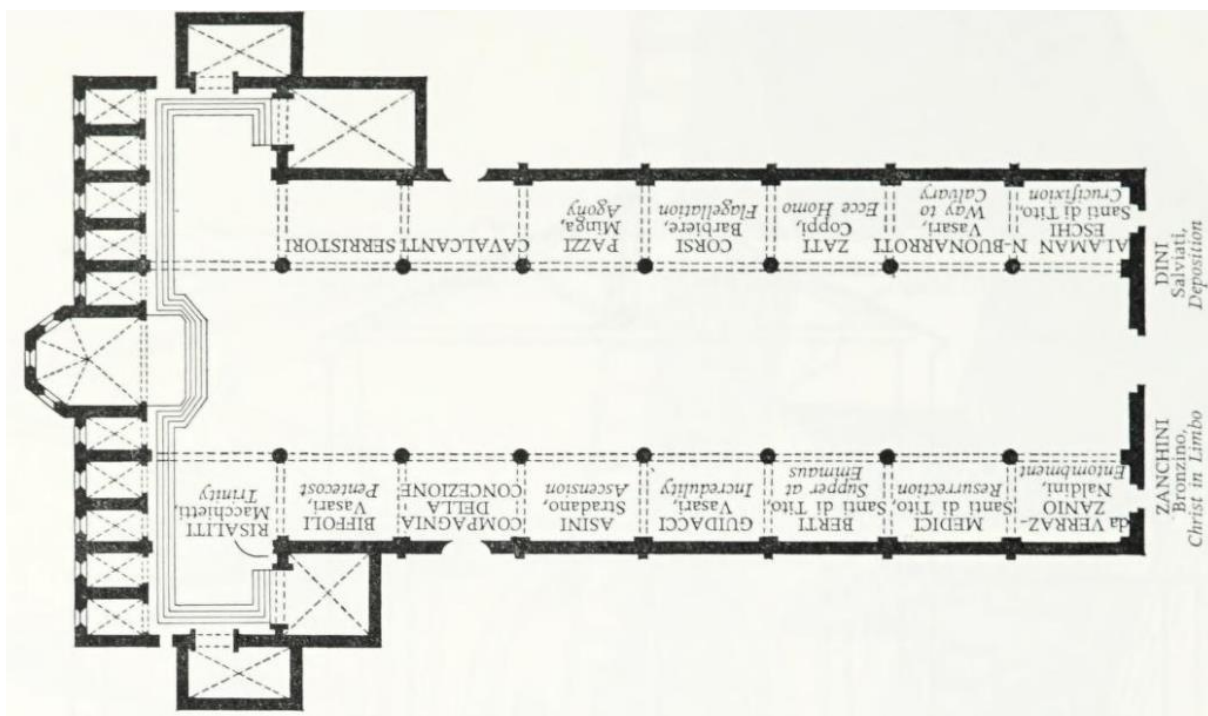 ALAMANN-
ESCHI
Santi di Tito,
Crucifixion
BUONARROTI
Vasari,
Way to
Calvary
ZATI
Coppi,
Ecce Homo
CORSI
Barbiere,
Flagellation
PAZZI
Minga,
Agony
CAVALCANTI
SERRISTORI
DINI
Salviati,
Deposition
ZANCHINI
Bronzino,
Christ in Limbo
da VERRAZ-
ZANIO
Naldini,
Entombment
MEDICI
Santi di Tito,
Resurrection
BERTI
Santi di Tito,
Supper at
Emmaus
GUIDACCI
Vasari,
Incredulity
ASINI
Stradano,
Ascension
COMPAGNIA
DELLA
CONCEZIONE
BIFFOLI
Vasari,
Pentecost
RISALITI
Macchietti,
Trinity